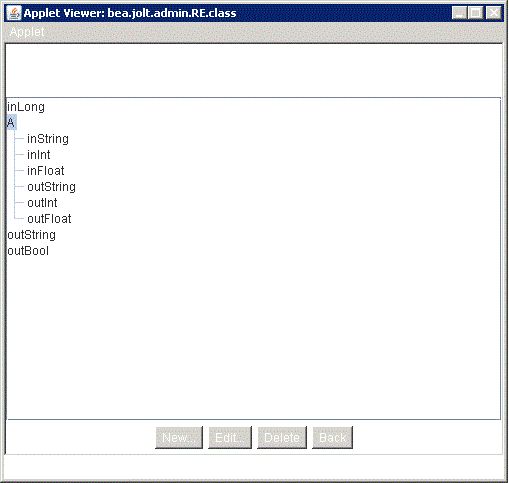 Applet Viewer: bea.jolt.admin.RE.class
Applet
inLong
A
inString
inInt
inFloat
outString
outInt
outFloat
outString
outBool
New... Edit... Delete Back